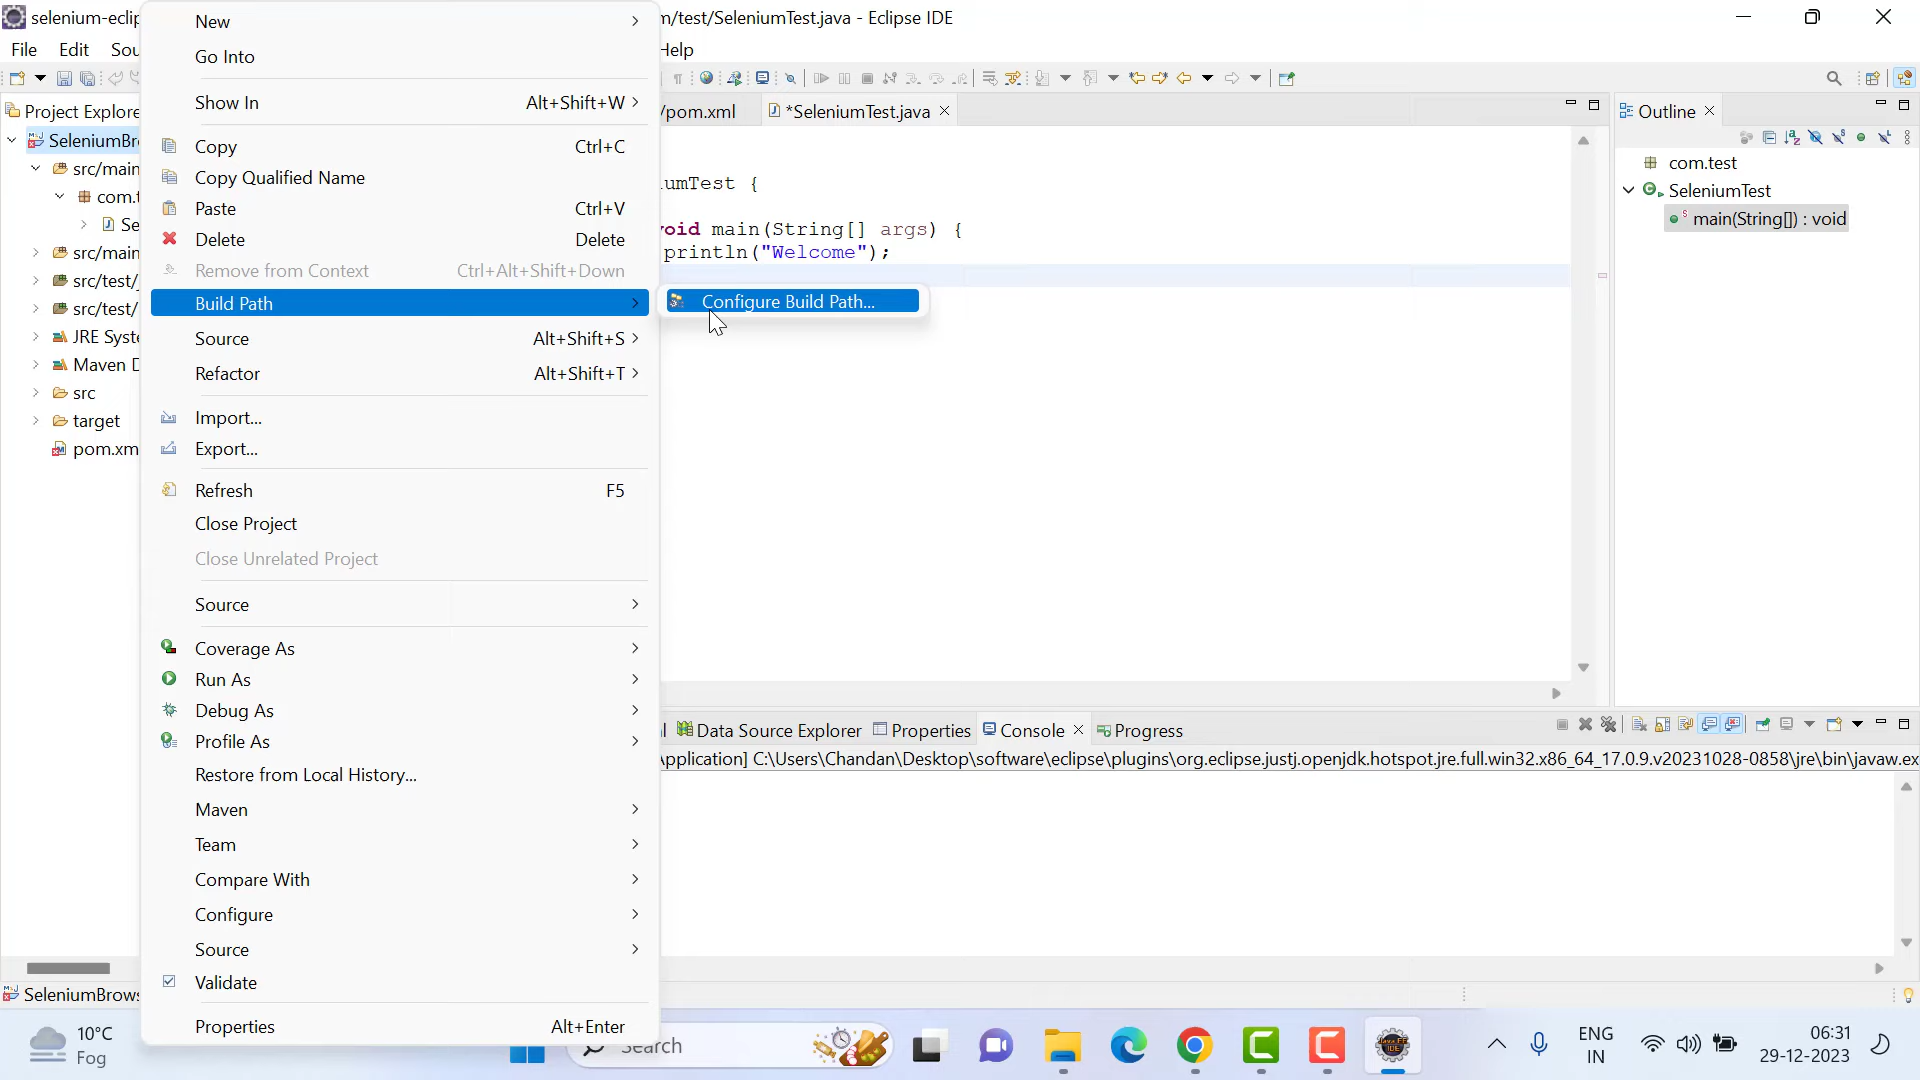 selenium-eclip
m/test/SeleniumTest.java - Eclipse IDE
File Edit Sou
Help
Project Explore
SeleniumBro
src/main
com.t
Se
src/main
src/test/
src/test/
JRE Syste
Maven D
src
target
pom.xm
New
Go Into
Show In Alt+Shift+W
Copy Ctrl+C
Copy Qualified Name
Paste Ctrl+V
Delete Delete
Remove from Context Ctrl+Alt+Shift+Down
Build Path
Source Alt+Shift+S
Refactor Alt+Shift+T
Import...
Export...
Refresh F5
Close Project
Close Unrelated Project
Source
Coverage As
Run As
Debug As
Profile As
Restore from Local History...
Maven
Team
Compare With
Configure
Source
Validate
Properties Alt+Enter
Configure Build Path...
/pom.xml *SeleniumTest.java
iumTest {
void main(String[] args) {
println("Welcome");
Outline
com.test
SeleniumTest
main(String[]) : void
l Data Source Explorer Properties Console Progress
Application] C:\Users\Chandan\Desktop\software\eclipse\plugins\org.eclipse.justj.openjdk.hotspot.jre.full.win32.x86_64_17.0.9.v20231028-0858\jre\bin\javaw.ex
SeleniumBrows
10°C
Fog
Search
ENG
IN
06:31
29-12-2023